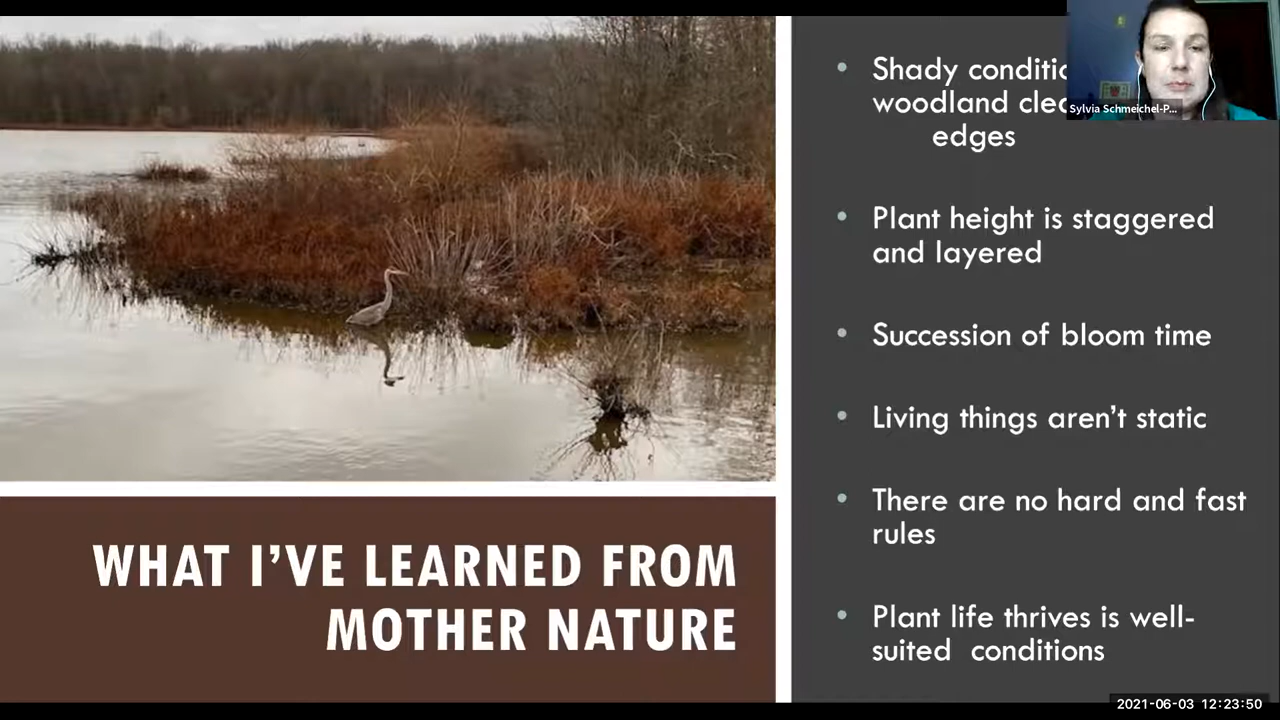 Shady
woodland
edges
Plant height is staggered
and layered
Succession of bloom time
Living things aren't static
There are no hard and fast
rules
Plant life thrives is well-
suited conditions
WHAT I'VE LEARNED FROM
MOTHER NATURE
Sylvia Schmeichel-P...
2021-06-03 12:23:50